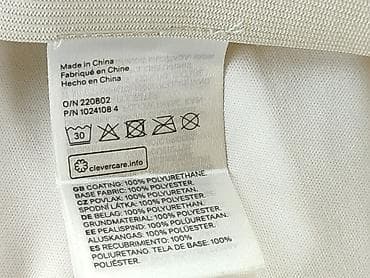 Made in China
Fabriqué en Chine
Hecho en China
O/N 220802
P/N 1024108 4
30
clevercare.info
GB COATING: 100% POLYURETHANE.
BASE FABRIC: 100% POLYESTER.
CZ POVLAK: 100% POLYURETAN.
SPODNÍ LÁTKA: 100% POLYESTER.
DE BELAG: 100% POLYURETHAN.
GRUNDMATERIAL: 100% POLYESTER.
EE PEALISPIND: 100% POLÜURETAAN.
ALUSKANGAS: 100% POLÜESTER.
ES RECUBRIMIENTO: 100%
POLIURETANO. TELA DE BASE: 100%
POLIÉSTER.